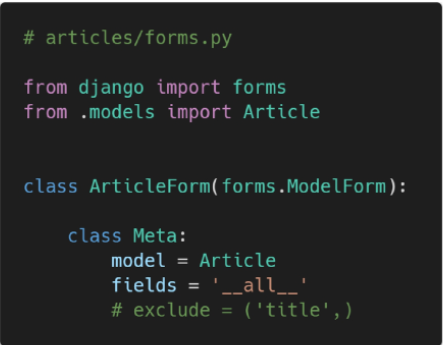 # articles/forms.py

from django import forms
from .models import Article


class ArticleForm(forms.ModelForm):

    class Meta:
        model = Article
        fields = '__all__'
        # exclude = ('title',)